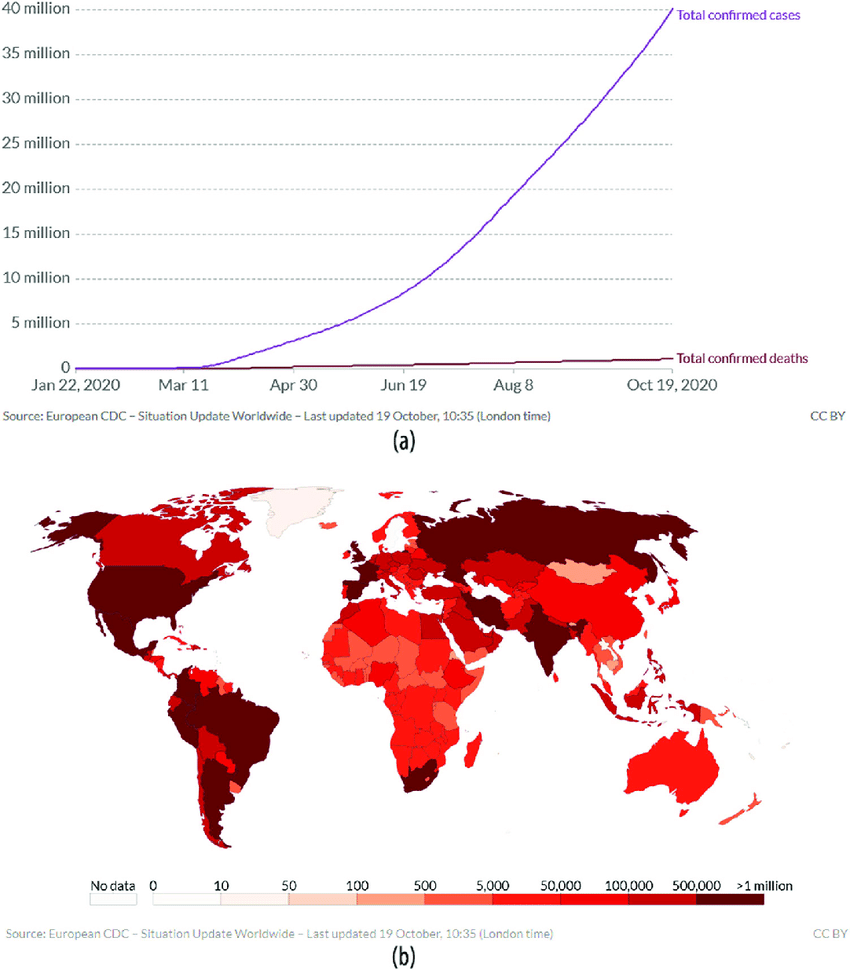 40 million
Total confirmed cases
35 million
30 million
25 million
20 million
15 million
10 million
5 million
0
Total confirmed deaths
Jan 22, 2020 Mar 11 Apr 30 Jun 19 Aug 8 Oct 19, 2020
Source: European CDC – Situation Update Worldwide – Last updated 19 October, 10:35 (London time) CC BY
(a)
No data 0 10 50 100 500 5,000 50,000 100,000 500,000 >1 million
Source: European CDC – Situation Update Worldwide – Last updated 19 October, 10:35 (London time) CC BY
(b)